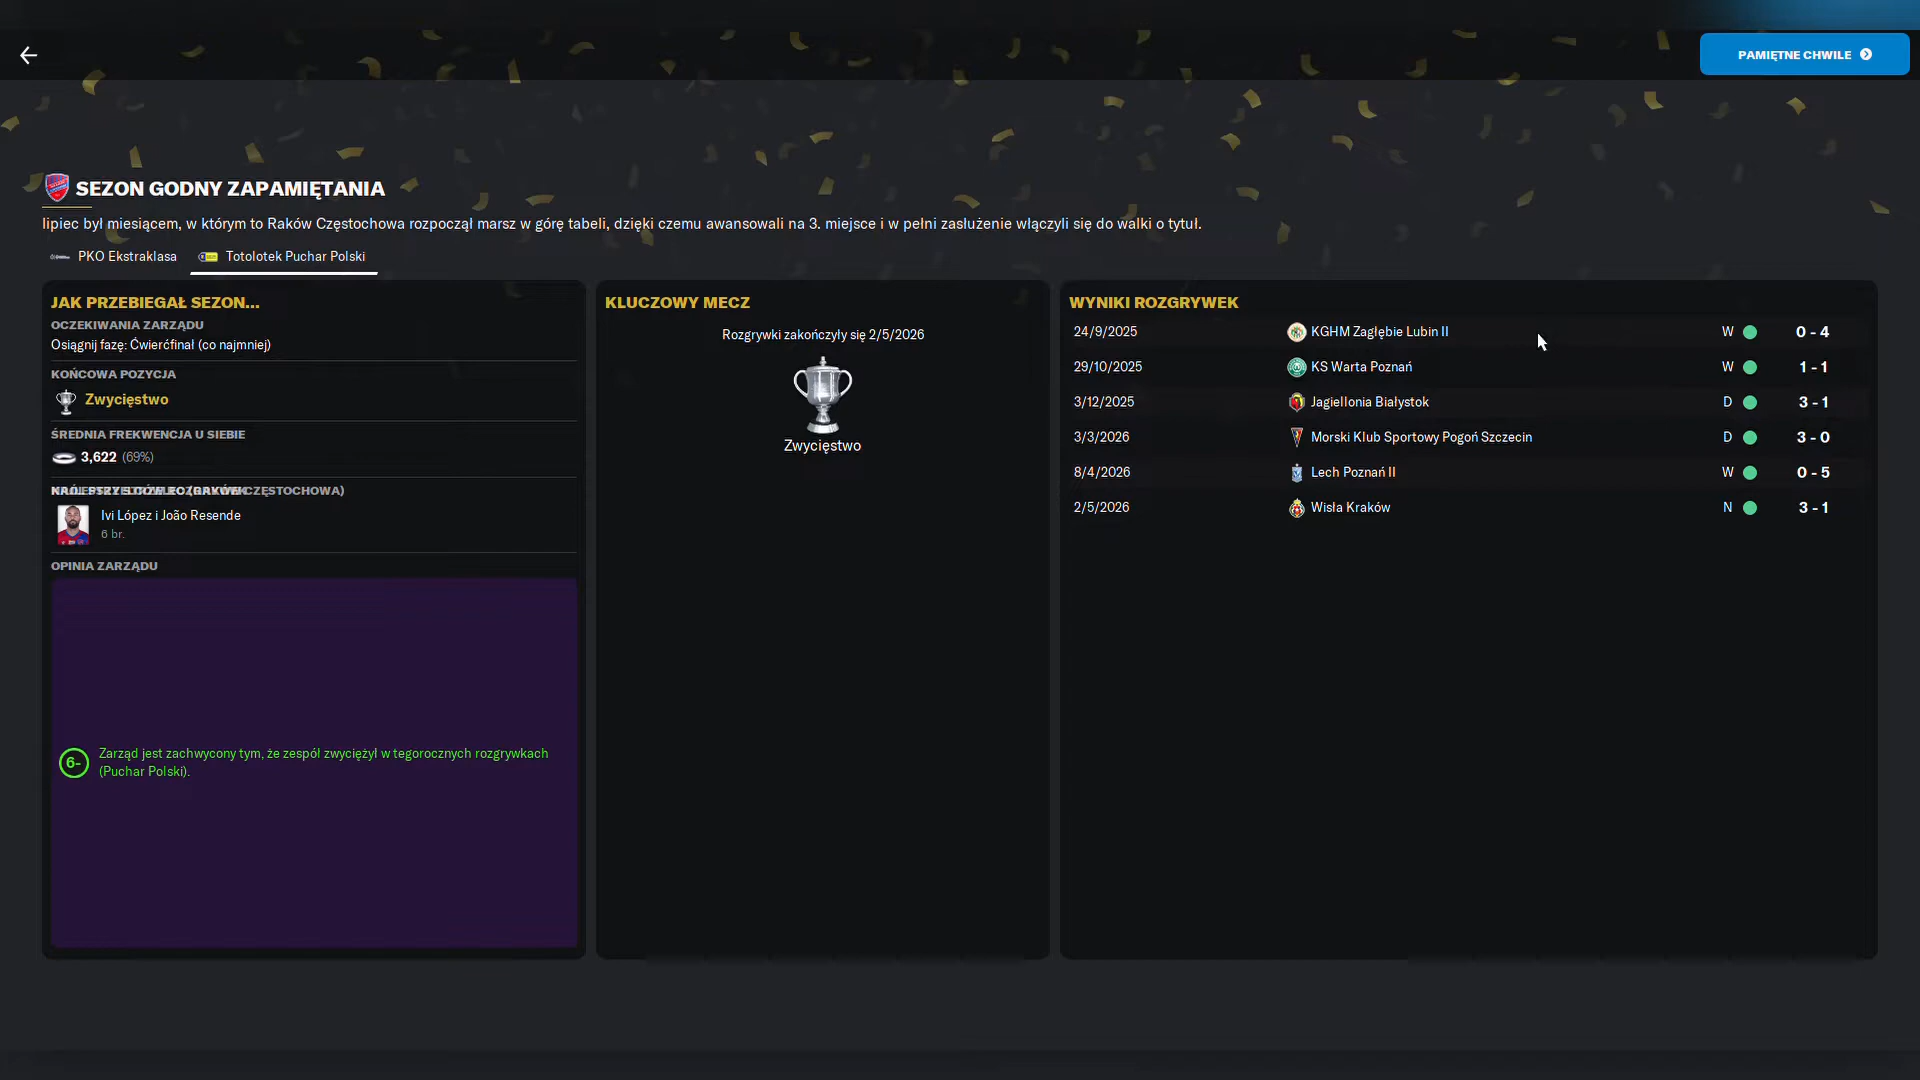 PAMIĘTNE CHWILE
SEZON GODNY ZAPAMIĘTANIA
lipiec był miesiącem, w którym to Raków Częstochowa rozpoczął marsz w górę tabeli, dzięki czemu awansowali na 3. miejsce i w pełni zasłużenie włączyli się do walki o tytuł.
PKO Ekstraklasa
Totolotek Puchar Polski
JAK PRZEBIEGAŁ SEZON...
OCZEKIWANIA ZARZĄDU
Osiągnij fazę: Ćwierćfinał (co najmniej)
KOŃCOWA POZYCJA
Zwycięstwo
ŚREDNIA FREKWENCJA U SIEBIE
3,622 (69%)
CZĘSTOCHOWA)
Ivi López i João Resende
6 br.
OPINIA ZARZĄDU
6-
Zarząd jest zachwycony tym, że zespół zwyciężył w tegorocznych rozgrywkach
(Puchar Polski).
KLUCZOWY MECZ
Rozgrywki zakończyły się 2/5/2026
Zwycięstwo
WYNIKI ROZGRYWEK
24/9/2025 KGHM Zagłębie Lubin II W 0 - 4
29/10/2025 KS Warta Poznań W 1 - 1
3/12/2025 Jagiellonia Białystok D 3 - 1
3/3/2026 Morski Klub Sportowy Pogoń Szczecin D 3 - 0
8/4/2026 Lech Poznań II W 0 - 5
2/5/2026 Wisła Kraków N 3 - 1